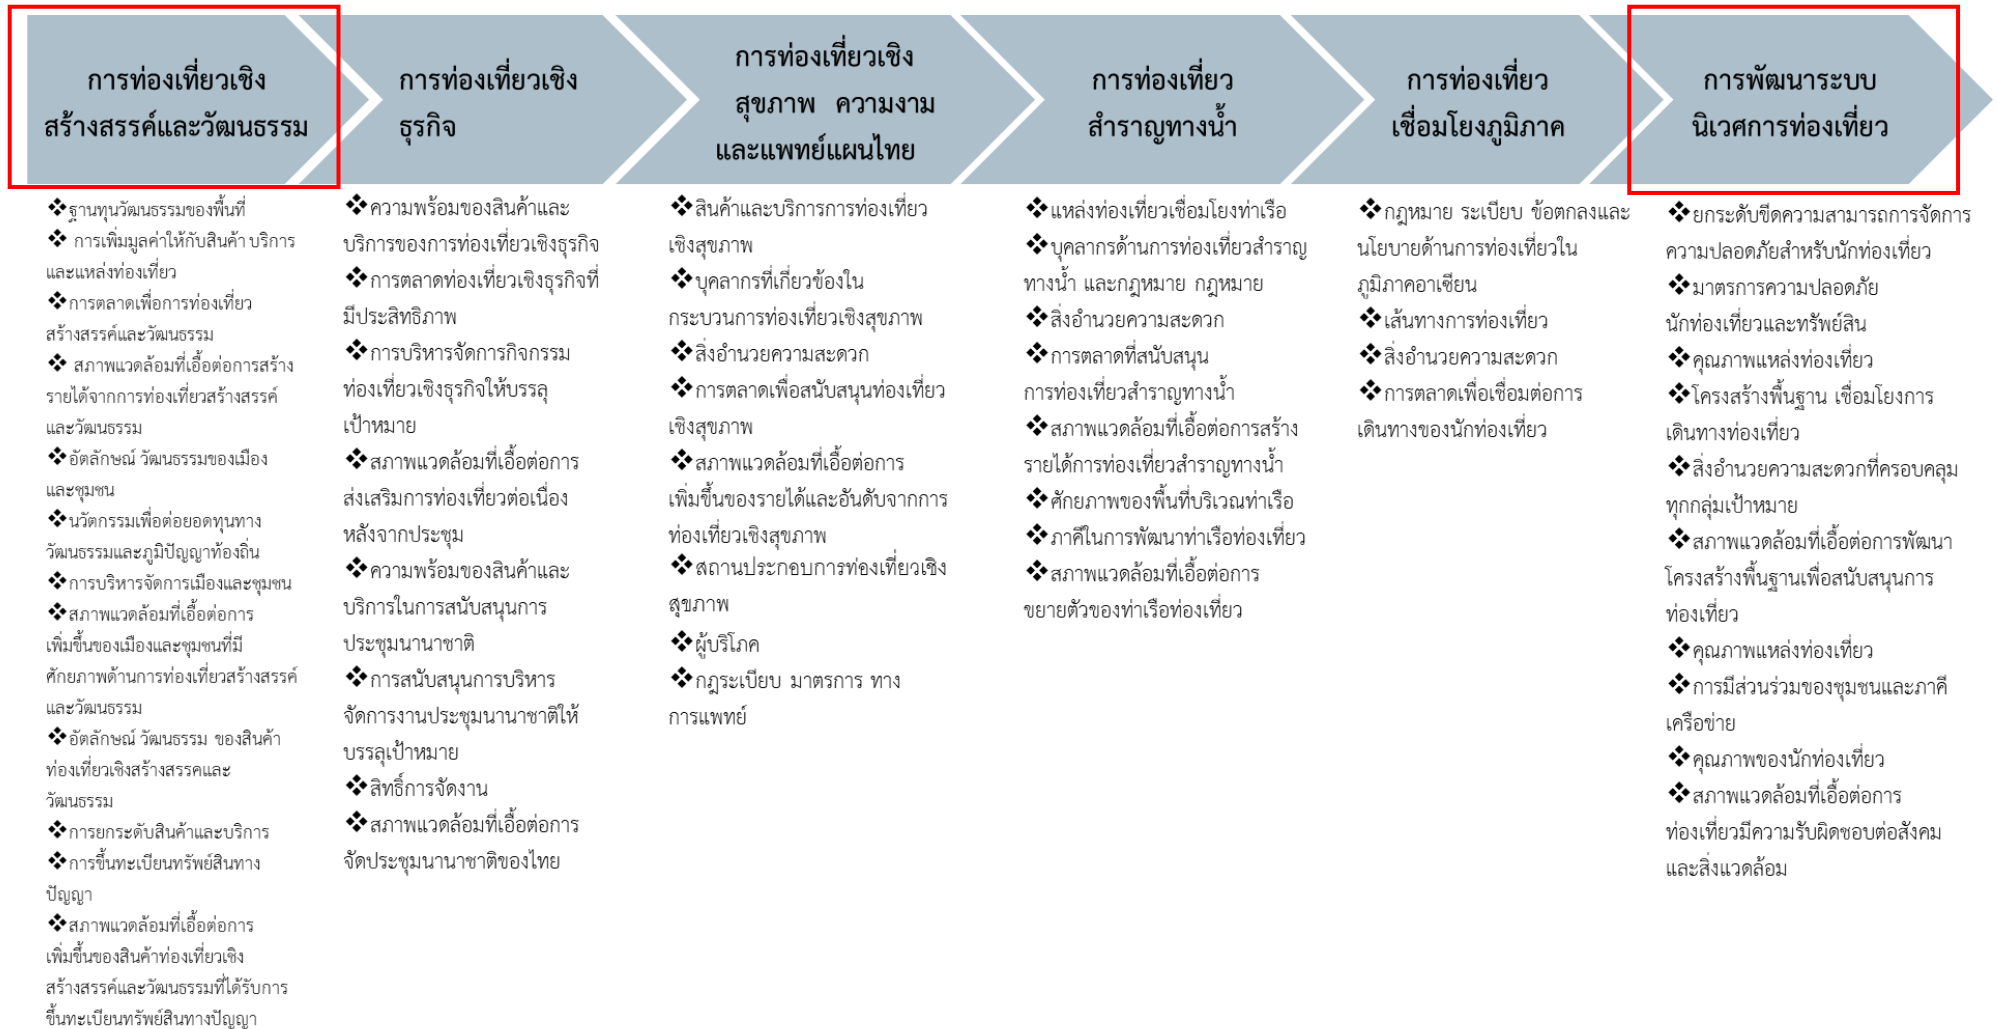 การท่องเที่ยวเชิง
สร้างสรรค์และวัฒนธรรม
❖ฐานทุนวัฒนธรรมของพื้นที่
❖ การเพิ่มมูลค่าให้กับสินค้า บริการ
และแหล่งท่องเที่ยว
❖การตลาดเพื่อการท่องเที่ยว
สร้างสรรค์และวัฒนธรรม
❖ สภาพแวดล้อมที่เอื้อต่อการสร้าง
รายได้จากการท่องเที่ยวสร้างสรรค์
และวัฒนธรรม
❖อัตลักษณ์ วัฒนธรรมของเมือง
และชุมชน
❖นวัตกรรมเพื่อต่อยอดทุนทาง
วัฒนธรรมและภูมิปัญญาท้องถิ่น
❖การบริหารจัดการเมืองและชุมชน
❖สภาพแวดล้อมที่เอื้อต่อการ
เพิ่มขึ้นของเมืองและชุมชนที่มี
ศักยภาพด้านการท่องเที่ยวสร้างสรรค์
และวัฒนธรรม
❖อัตลักษณ์ วัฒนธรรม ของสินค้า
ท่องเที่ยวเชิงสร้างสรรคและ
วัฒนธรรม
❖การยกระดับสินค้าและบริการ
❖การขึ้นทะเบียนทรัพย์สินทาง
ปัญญา
❖สภาพแวดล้อมที่เอื้อต่อการ
เพิ่มขึ้นของสินค้าท่องเที่ยวเชิง
สร้างสรรค์และวัฒนธรรมที่ได้รับการ
ขึ้นทะเบียนทรัพย์สินทางปัญญา
การท่องเที่ยวเชิง
ธุรกิจ
❖ความพร้อมของสินค้าและ
บริการของการท่องเที่ยวเชิงธุรกิจ
❖การตลาดท่องเที่ยวเชิงธุรกิจที่
มีประสิทธิภาพ
❖การบริหารจัดการกิจกรรม
ท่องเที่ยวเชิงธุรกิจให้บรรลุ
เป้าหมาย
❖สภาพแวดล้อมที่เอื้อต่อการ
ส่งเสริมการท่องเที่ยวต่อเนื่อง
หลังจากประชุม
❖ความพร้อมของสินค้าและ
บริการในการสนับสนุนการ
ประชุมนานาชาติ
❖การสนับสนุนการบริหาร
จัดการงานประชุมนานาชาติให้
บรรลุเป้าหมาย
❖สิทธิ์การจัดงาน
❖สภาพแวดล้อมที่เอื้อต่อการ
จัดประชุมนานาชาติของไทย
การท่องเที่ยวเชิง
สุขภาพ ความงาม
และแพทย์แผนไทย
❖สินค้าและบริการการท่องเที่ยว
เชิงสุขภาพ
❖บุคลากรที่เกี่ยวข้องใน
กระบวนการท่องเที่ยวเชิงสุขภาพ
❖สิ่งอำนวยความสะดวก
❖การตลาดเพื่อสนับสนุนท่องเที่ยว
เชิงสุขภาพ
❖สภาพแวดล้อมที่เอื้อต่อการ
เพิ่มขึ้นของรายได้และอันดับจากการ
ท่องเที่ยวเชิงสุขภาพ
❖สถานประกอบการท่องเที่ยวเชิง
สุขภาพ
❖ผู้บริโภค
❖กฎระเบียบ มาตรการ ทาง
การแพทย์
การท่องเที่ยว
สำราญทางน้ำ
❖แหล่งท่องเที่ยวเชื่อมโยงท่าเรือ
❖บุคลากรด้านการท่องเที่ยวสำราญ
ทางน้ำ และกฎหมาย กฎหมาย
❖สิ่งอำนวยความสะดวก
❖การตลาดที่สนับสนุน
การท่องเที่ยวสำราญทางน้ำ
❖สภาพแวดล้อมที่เอื้อต่อการสร้าง
รายได้การท่องเที่ยวสำราญทางน้ำ
❖ศักยภาพของพื้นที่บริเวณท่าเรือ
❖ภาคีในการพัฒนาท่าเรือท่องเที่ยว
❖สภาพแวดล้อมที่เอื้อต่อการ
ขยายตัวของท่าเรือท่องเที่ยว
การท่องเที่ยว
เชื่อมโยงภูมิภาค
❖กฎหมาย ระเบียบ ข้อตกลงและ
นโยบายด้านการท่องเที่ยวใน
ภูมิภาคอาเซียน
❖เส้นทางการท่องเที่ยว
❖สิ่งอำนวยความสะดวก
❖การตลาดเพื่อเชื่อมต่อการ
เดินทางของนักท่องเที่ยว
การพัฒนาระบบ
นิเวศการท่องเที่ยว
❖ยกระดับขีดความสามารถการจัดการ
ความปลอดภัยสำหรับนักท่องเที่ยว
❖มาตรการความปลอดภัย
นักท่องเที่ยวและทรัพย์สิน
❖คุณภาพแหล่งท่องเที่ยว
❖โครงสร้างพื้นฐาน เชื่อมโยงการ
เดินทางท่องเที่ยว
❖สิ่งอำนวยความสะดวกที่ครอบคลุม
ทุกกลุ่มเป้าหมาย
❖สภาพแวดล้อมที่เอื้อต่อการพัฒนา
โครงสร้างพื้นฐานเพื่อสนับสนุนการ
ท่องเที่ยว
❖คุณภาพแหล่งท่องเที่ยว
❖การมีส่วนร่วมของชุมชนและภาคี
เครือข่าย
❖คุณภาพของนักท่องเที่ยว
❖สภาพแวดล้อมที่เอื้อต่อการ
ท่องเที่ยวมีความรับผิดชอบต่อสังคม
และสิ่งแวดล้อม